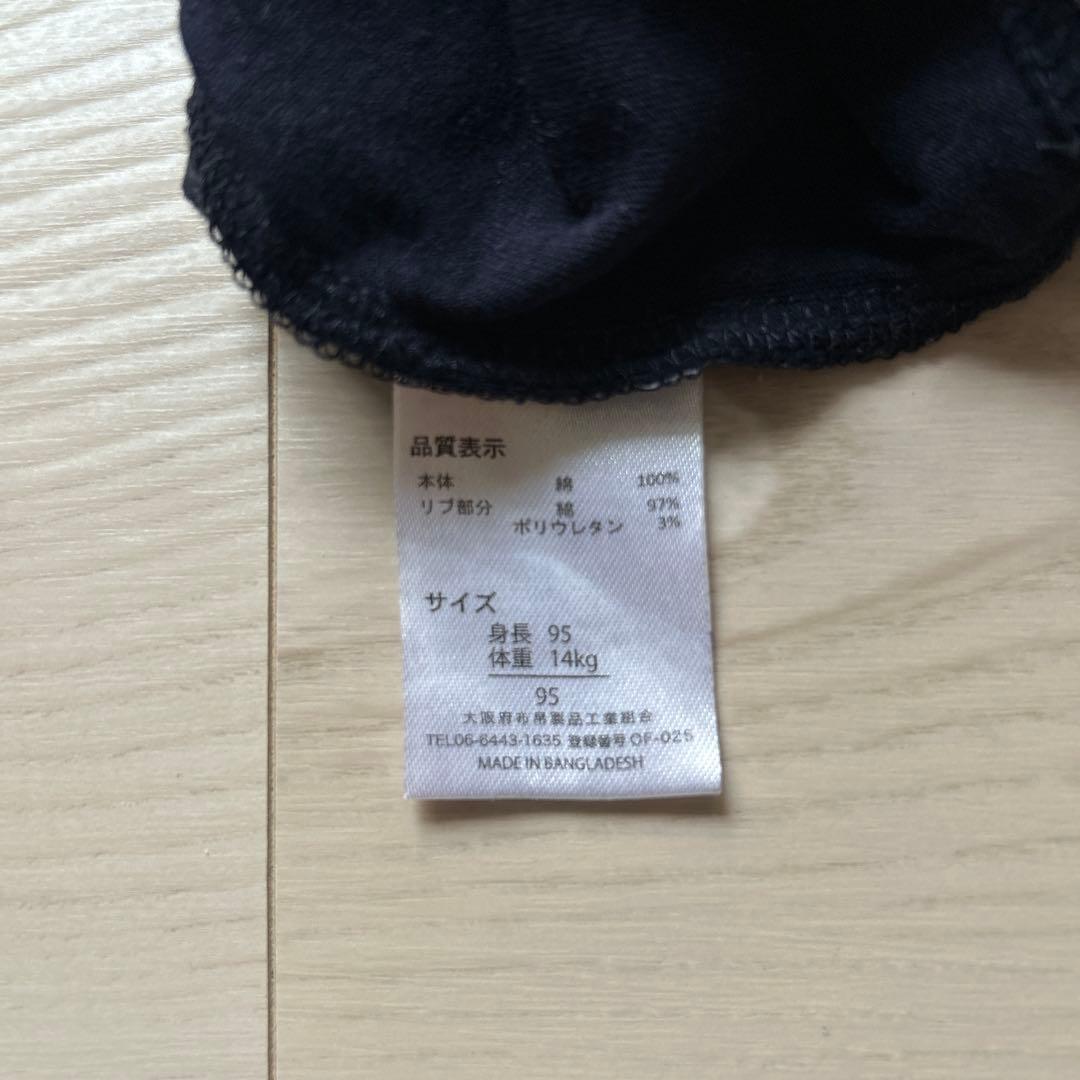 品質表示
本体 綿 100%
リブ部分 綿 97%
ポリウレタン 3%
サイズ
身長 95
体重 14kg
95
大阪府布帛製品工業組合
TEL06-6443-1635 登録番号OF-025
MADE IN BANGLADESH